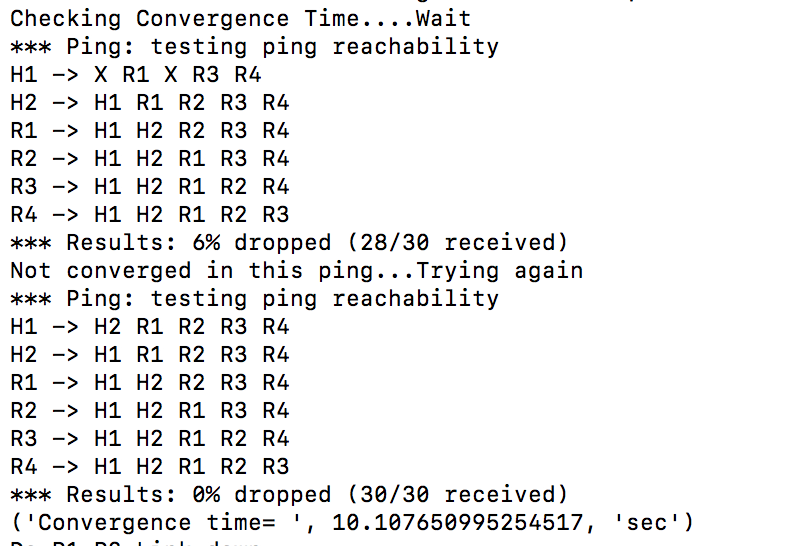 Checking Convergence Time....Wait
*** Ping: testing ping reachability
H1 -> X R1 X R3 R4
H2 -> H1 R1 R2 R3 R4
R1 -> H1 H2 R2 R3 R4
R2 -> H1 H2 R1 R3 R4
R3 -> H1 H2 R1 R2 R4
R4 -> H1 H2 R1 R2 R3
*** Results: 6% dropped (28/30 received)
Not converged in this ping...Trying again
*** Ping: testing ping reachability
H1 -> H2 R1 R2 R3 R4
H2 -> H1 R1 R2 R3 R4
R1 -> H1 H2 R2 R3 R4
R2 -> H1 H2 R1 R3 R4
R3 -> H1 H2 R1 R2 R4
R4 -> H1 H2 R1 R2 R3
*** Results: 0% dropped (30/30 received)
('Convergence time= ', 10.107650995254517, 'sec')